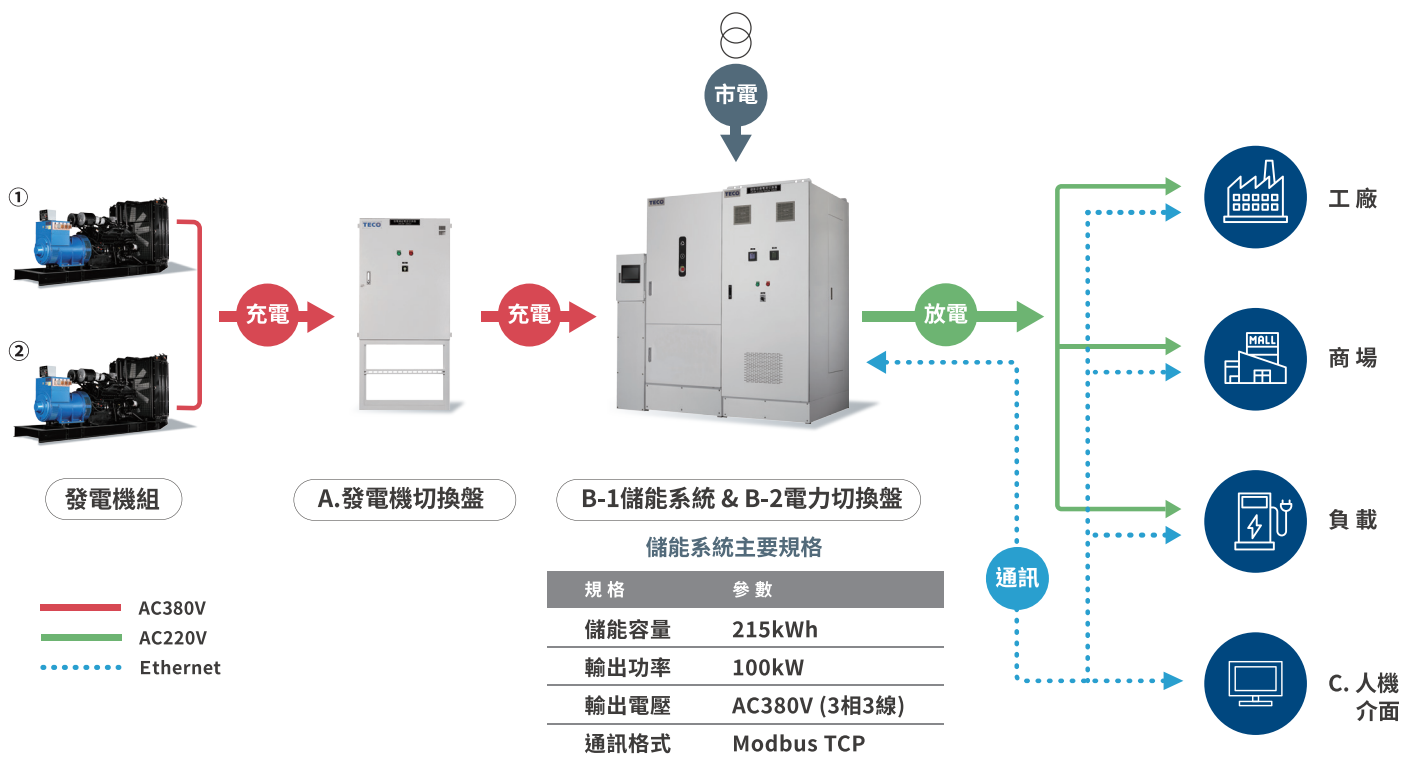 市電
①
②
TECO
TECO
TECO
充電
充電
放電
通訊
工廠
MALL
商場
負載
C. 人機
介面
發電機組
A.發電機切換盤
B-1儲能系統 & B-2電力切換盤
儲能系統主要規格
規格 參數
儲能容量 215kWh
輸出功率 100kW
輸出電壓 AC380V (3相3線)
通訊格式 Modbus TCP
AC380V
AC220V
Ethernet